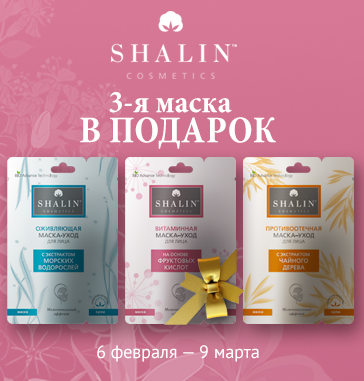 SHALIN™
COSMETICS
3-я маска
В ПОДАРОК
SHALIN
COSMETICS
ОЖИВЛЯЮЩАЯ
МАСКА–УХОД
ДЛЯ ЛИЦА
С ЭКСТРАКТОМ
МОРСКИХ
ВОДОРОСЛЕЙ
SHALIN
COSMETICS
ВИТАМИННАЯ
МАСКА–УХОД
ДЛЯ ЛИЦА
НА ОСНОВЕ
ФРУКТОВЫХ
КИСЛОТ
SHALIN
COSMETICS
ПРОТИВООТЕЧНАЯ
МАСКА–УХОД
ДЛЯ ЛИЦА
С ЭКСТРАКТОМ
ЧАЙНОГО
ДЕРЕВА
6 февраля — 9 марта